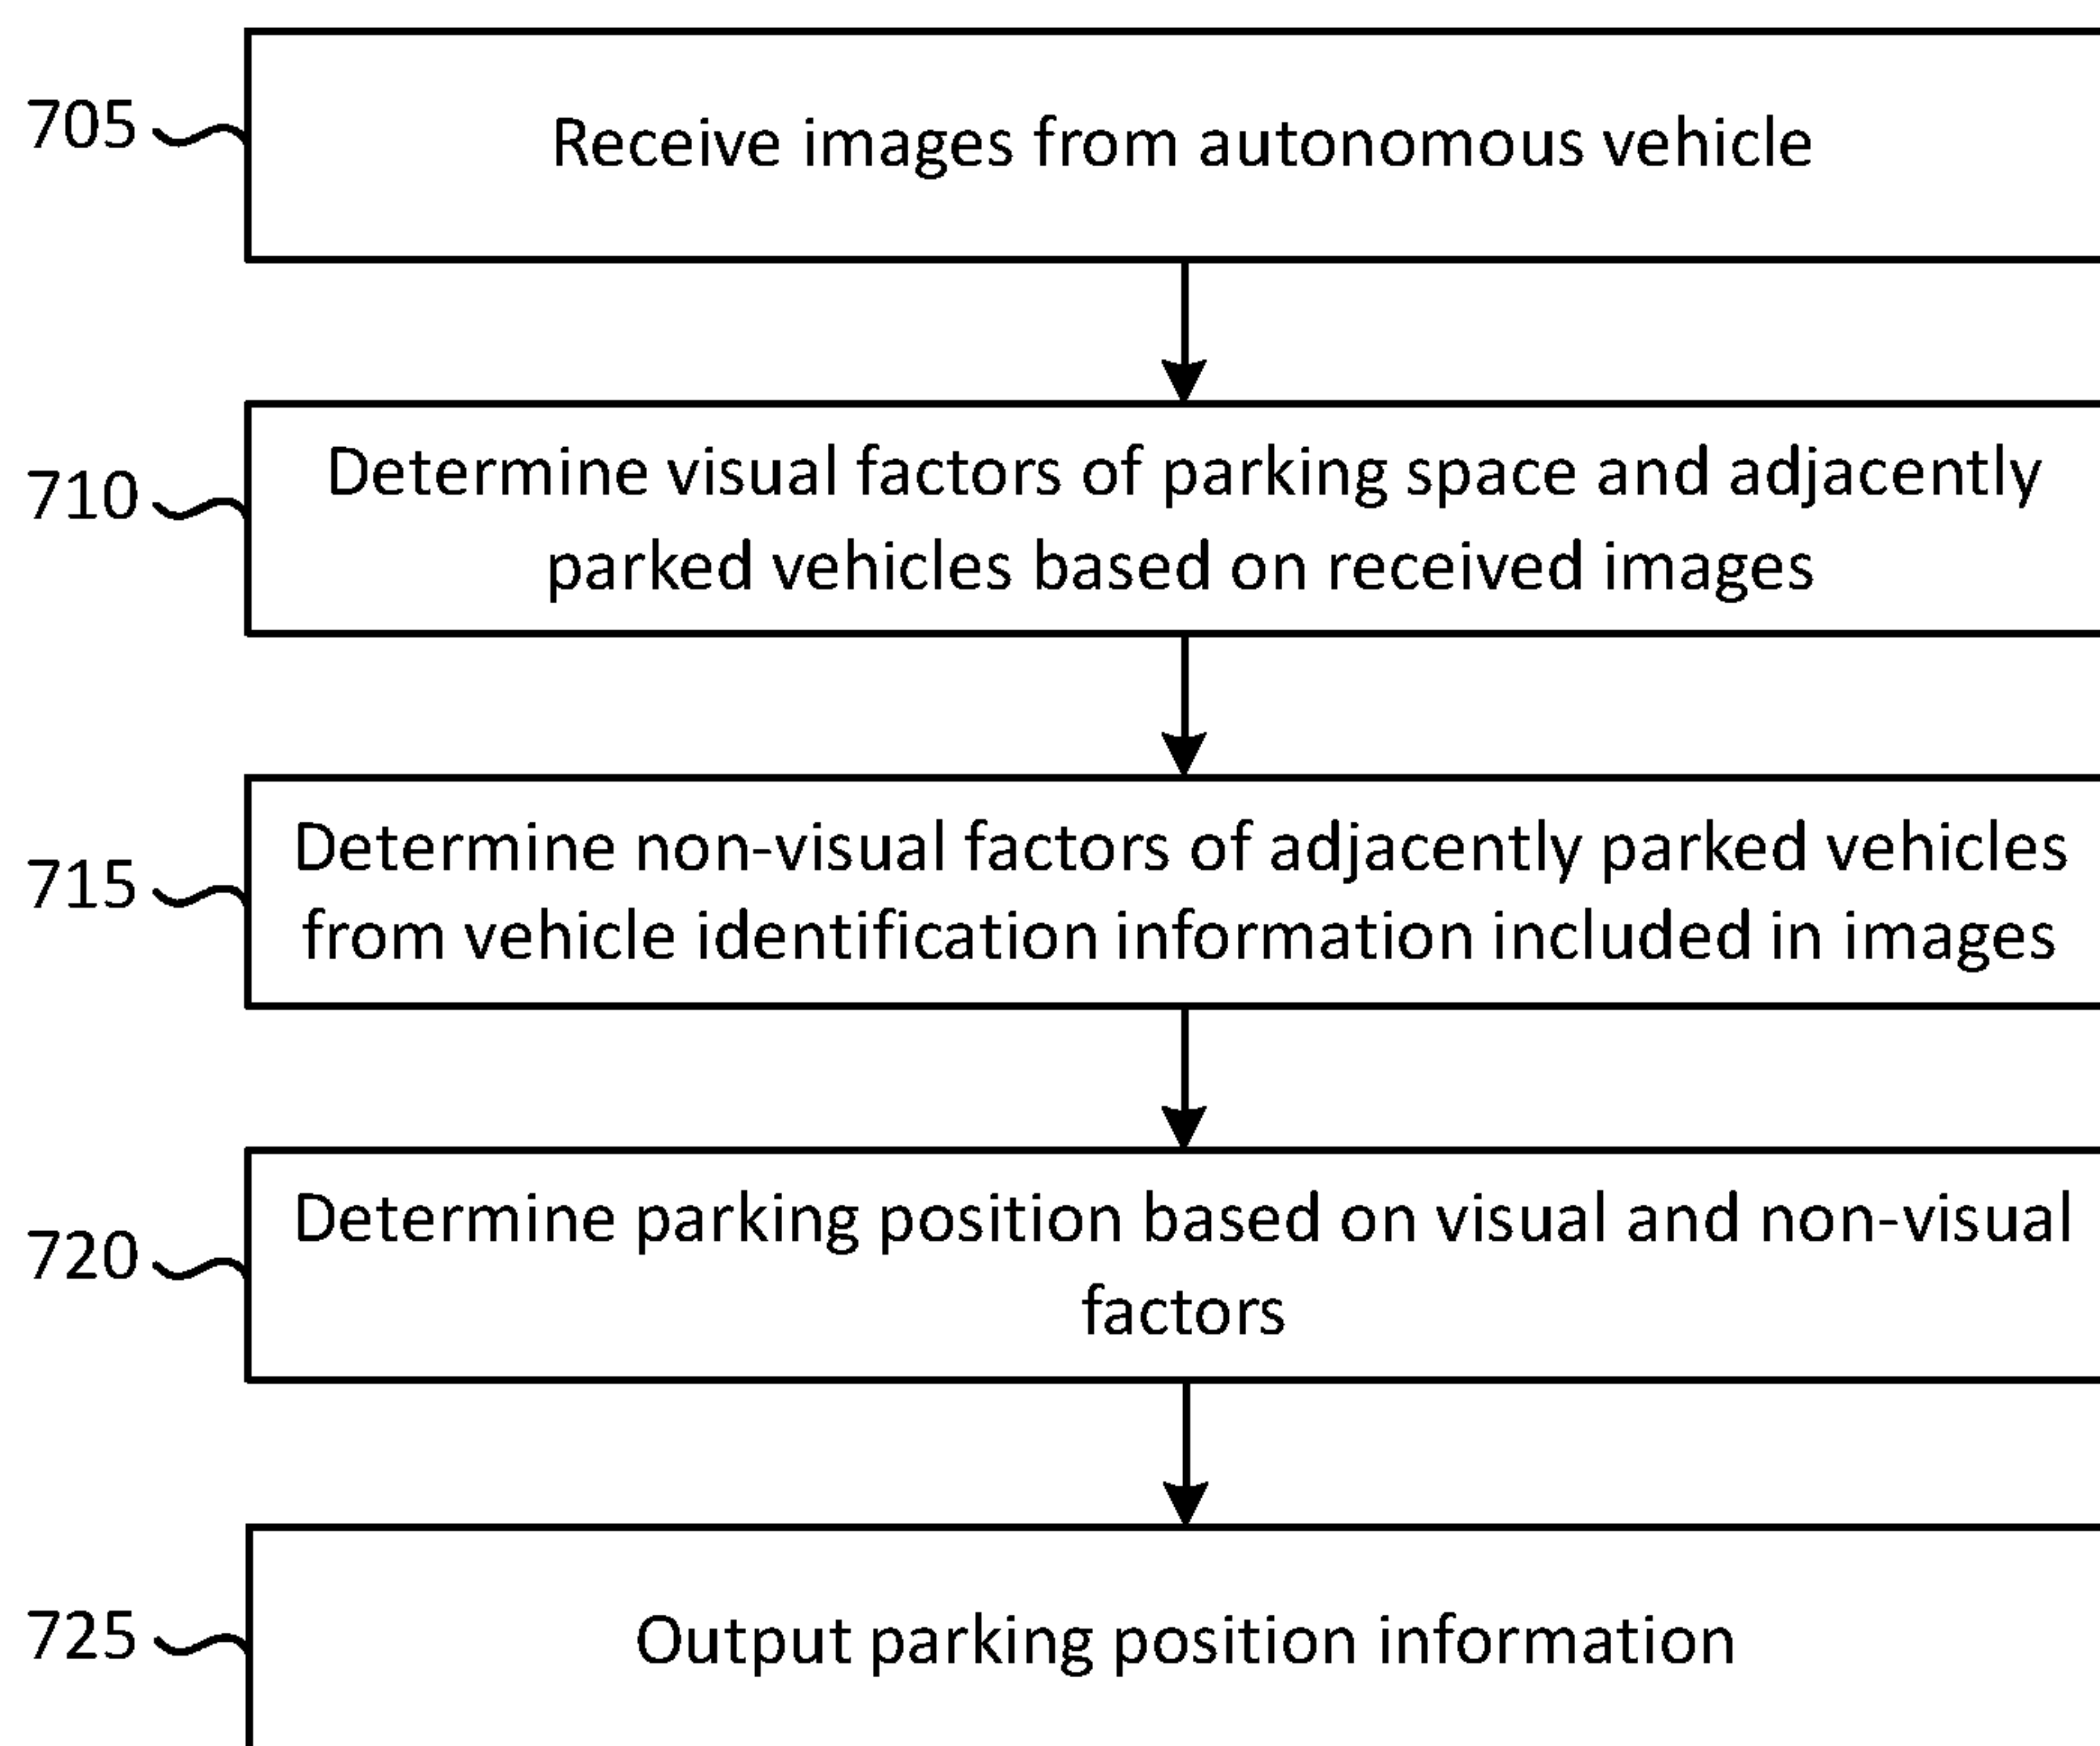 705
Receive images from autonomous vehicle
710
Determine visual factors of parking space and adjacently
parked vehicles based on received images
715
Determine non-visual factors of adjacently parked vehicles
from vehicle identification information included in images
720
Determine parking position based on visual and non-visual
factors
725
Output parking position information